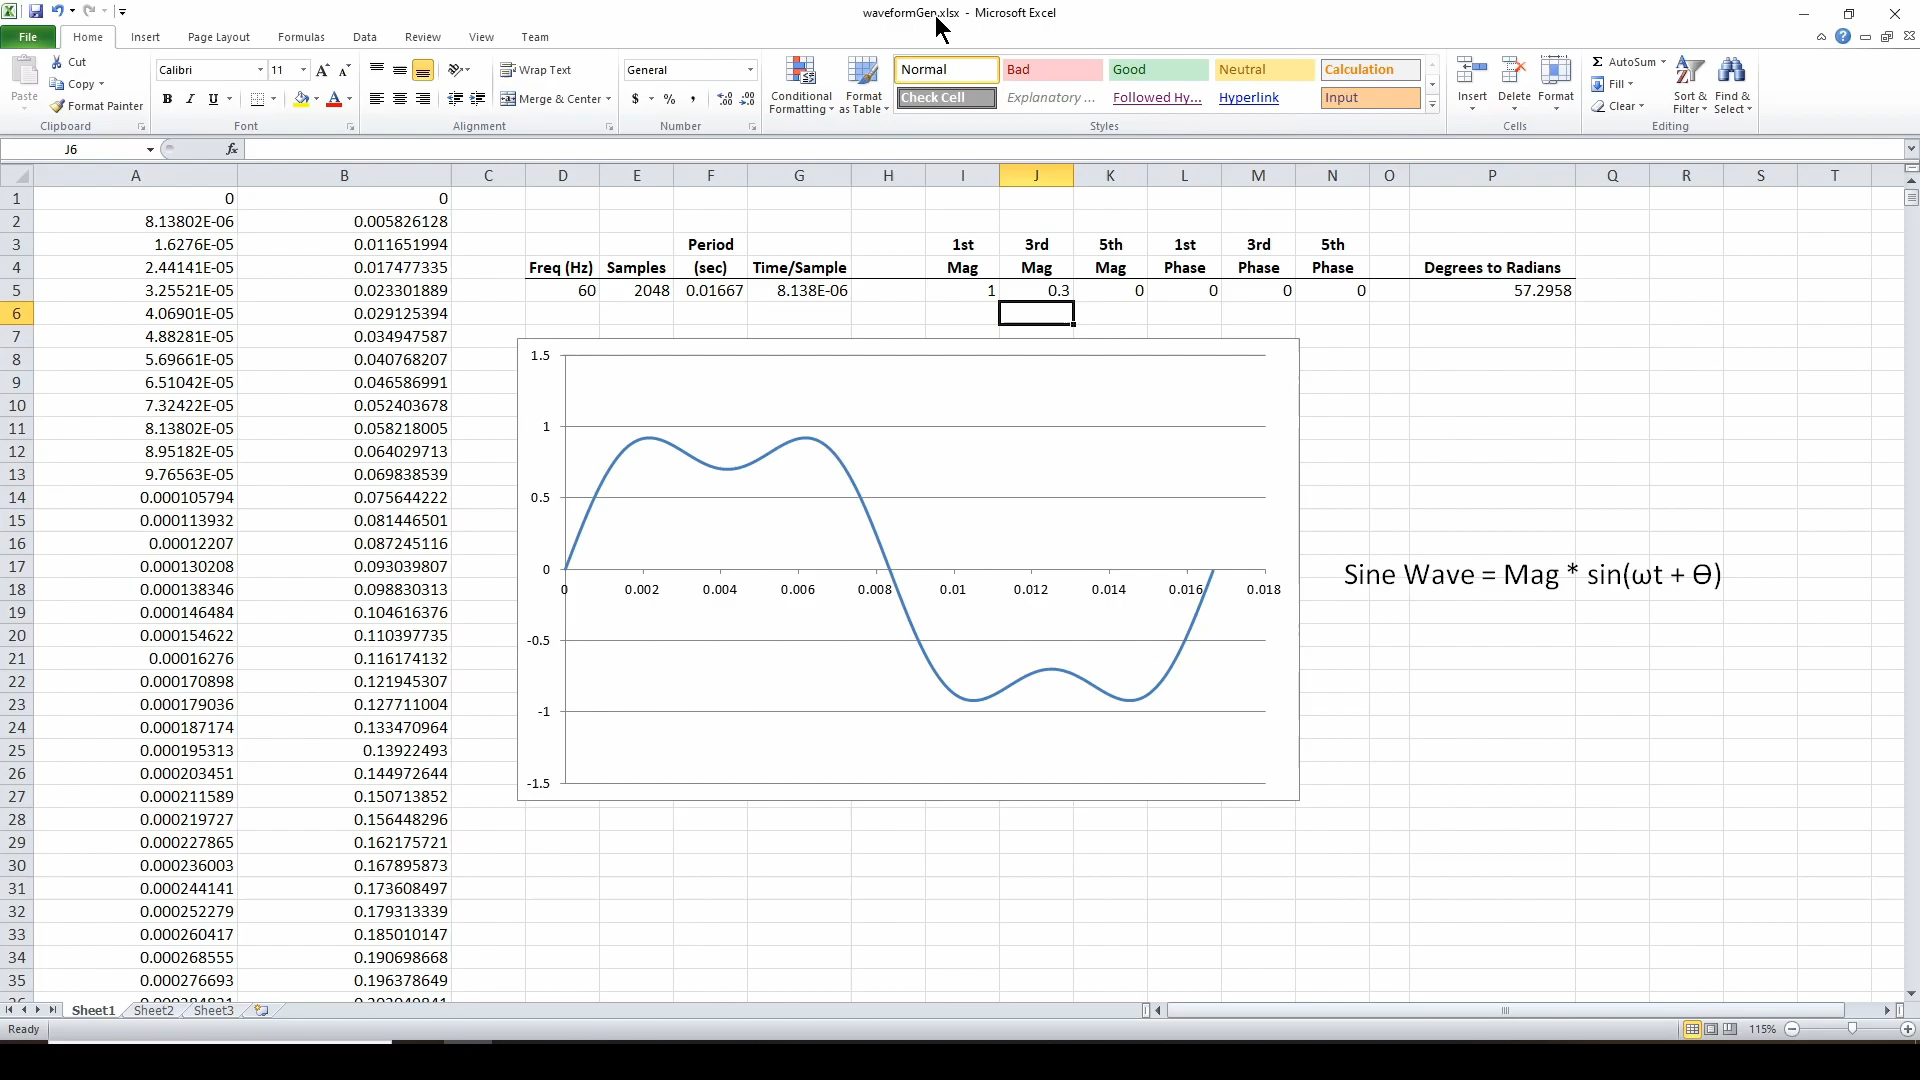 waveformGen.xlsx - Microsoft Excel
File Home Insert Page Layout Formulas Data Review View Team
Paste Cut Copy Format Painter Clipboard
Calibri 11 B I U A A A Font
Wrap Text Merge & Center Alignment
General $ % , Number
Conditional Formatting Format as Table
Normal Bad Good Neutral Calculation
Check Cell Explanatory ... Followed Hy... Hyperlink Input
Styles
Insert Delete Format Cells
Σ AutoSum Fill Clear Sort & Filter Find & Select Editing
J6 fx
A B C D E F G H I J K L M N O P Q R S T
1 0 0
2 8.13802E-06 0.005826128
3 1.6276E-05 0.011651994 Period 1st 3rd 5th 1st 3rd 5th
4 2.44141E-05 0.017477335 Freq (Hz) Samples (sec) Time/Sample Mag Mag Mag Phase Phase Phase Degrees to Radians
5 3.25521E-05 0.023301889 60 2048 0.01667 8.138E-06 1 0.3 0 0 0 0 57.2958
6 4.06901E-05 0.029125394
7 4.88281E-05 0.034947587
8 5.69661E-05 0.040768207
9 6.51042E-05 0.046586991
10 7.32422E-05 0.052403678
11 8.13802E-05 0.058218005
12 8.95182E-05 0.064029713
13 9.76563E-05 0.069838539
14 0.000105794 0.075644222
15 0.000113932 0.081446501
16 0.00012207 0.087245116
17 0.000130208 0.093039807
18 0.000138346 0.098830313
19 0.000146484 0.104616376
20 0.000154622 0.110397735
21 0.00016276 0.116174132
22 0.000170898 0.121945307
23 0.000179036 0.127711004
24 0.000187174 0.133470964
25 0.000195313 0.13922493
26 0.000203451 0.144972644
27 0.000211589 0.150713852
28 0.000219727 0.156448296
29 0.000227865 0.162175721
30 0.000236003 0.167895873
31 0.000244141 0.173608497
32 0.000252279 0.179313339
33 0.000260417 0.185010147
34 0.000268555 0.190698668
35 0.000276693 0.196378649
1.5
1
0.5
0
-0.5
-1
-1.5
0 0.002 0.004 0.006 0.008 0.01 0.012 0.014 0.016 0.018
Sine Wave = Mag * sin(ωt + Ө)
Sheet1 Sheet2 Sheet3
Ready 115%